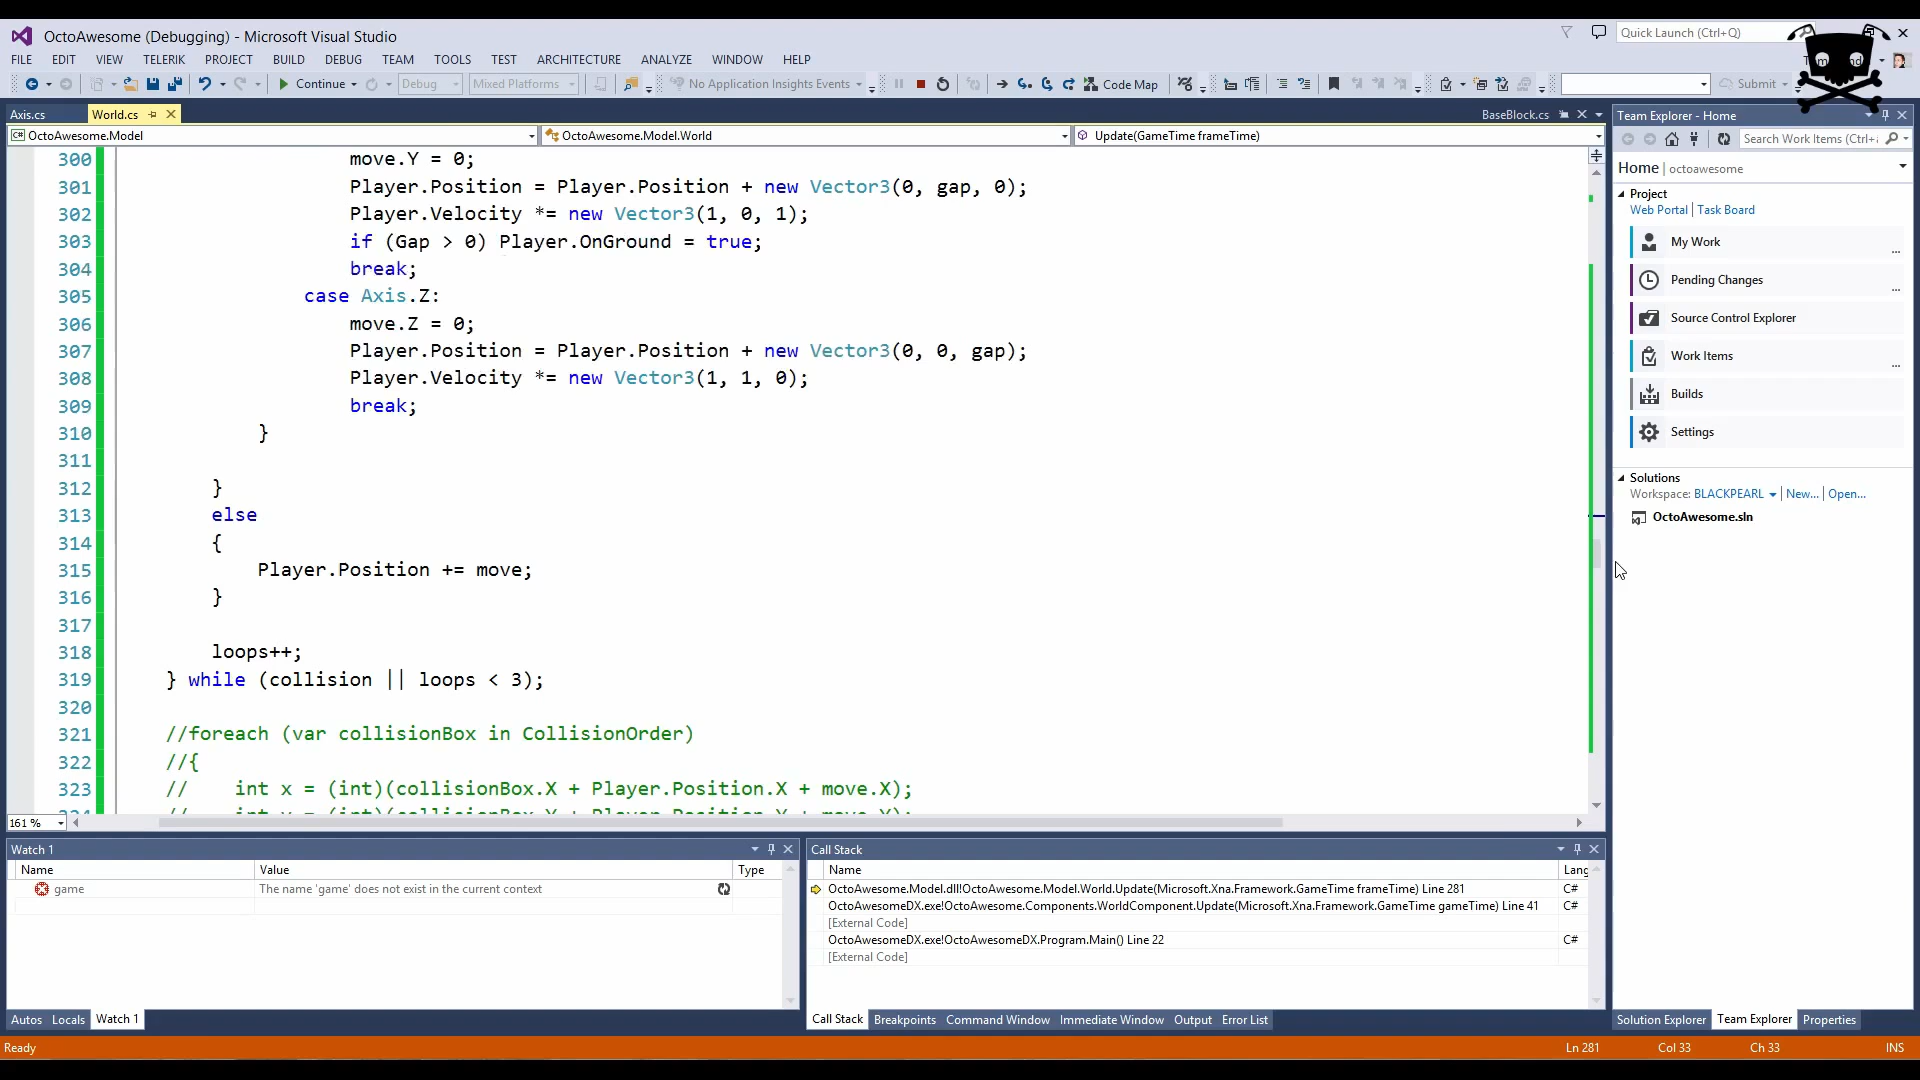 OctoAwesome (Debugging) - Microsoft Visual Studio
Quick Launch (Ctrl+Q)
FILE EDIT VIEW TELERIK PROJECT BUILD DEBUG TEAM TOOLS TEST ARCHITECTURE ANALYZE WINDOW HELP
Continue Debug Mixed Platforms No Application Insights Events Code Map Submit
Axis.cs World.cs BaseBlock.cs
OctoAwesome.Model OctoAwesome.Model.World Update(GameTime frameTime)
300 move.Y = 0;
301 Player.Position = Player.Position + new Vector3(0, gap, 0);
302 Player.Velocity *= new Vector3(1, 0, 1);
303 if (Gap > 0) Player.OnGround = true;
304 break;
305 case Axis.Z:
306 move.Z = 0;
307 Player.Position = Player.Position + new Vector3(0, 0, gap);
308 Player.Velocity *= new Vector3(1, 1, 0);
309 break;
310 }
311
312 }
313 else
314 {
315 Player.Position += move;
316 }
317
318 loops++;
319 } while (collision || loops < 3);
320
321 //foreach (var collisionBox in CollisionOrder)
322 //{
323 // int x = (int)(collisionBox.X + Player.Position.X + move.X);
161 %
Team Explorer - Home
Search Work Items (Ctrl+
Home | octoawesome
Project
Web Portal | Task Board
My Work
...
Pending Changes
...
Source Control Explorer
Work Items
...
Builds
Settings
Solutions
Workspace: BLACKPEARL | New... | Open...
OctoAwesome.sln
Watch 1
Name Value Type
game The name 'game' does not exist in the current context
Autos Locals Watch 1
Call Stack
Name Lang
OctoAwesome.Model.dll!OctoAwesome.Model.World.Update(Microsoft.Xna.Framework.GameTime frameTime) Line 281 C#
OctoAwesomeDX.exe!OctoAwesome.Components.WorldComponent.Update(Microsoft.Xna.Framework.GameTime gameTime) Line 41 C#
[External Code]
OctoAwesomeDX.exe!OctoAwesomeDX.Program.Main() Line 22 C#
[External Code]
Call Stack Breakpoints Command Window Immediate Window Output Error List
Solution Explorer Team Explorer Properties
Ready Ln 281 Col 33 Ch 33 INS